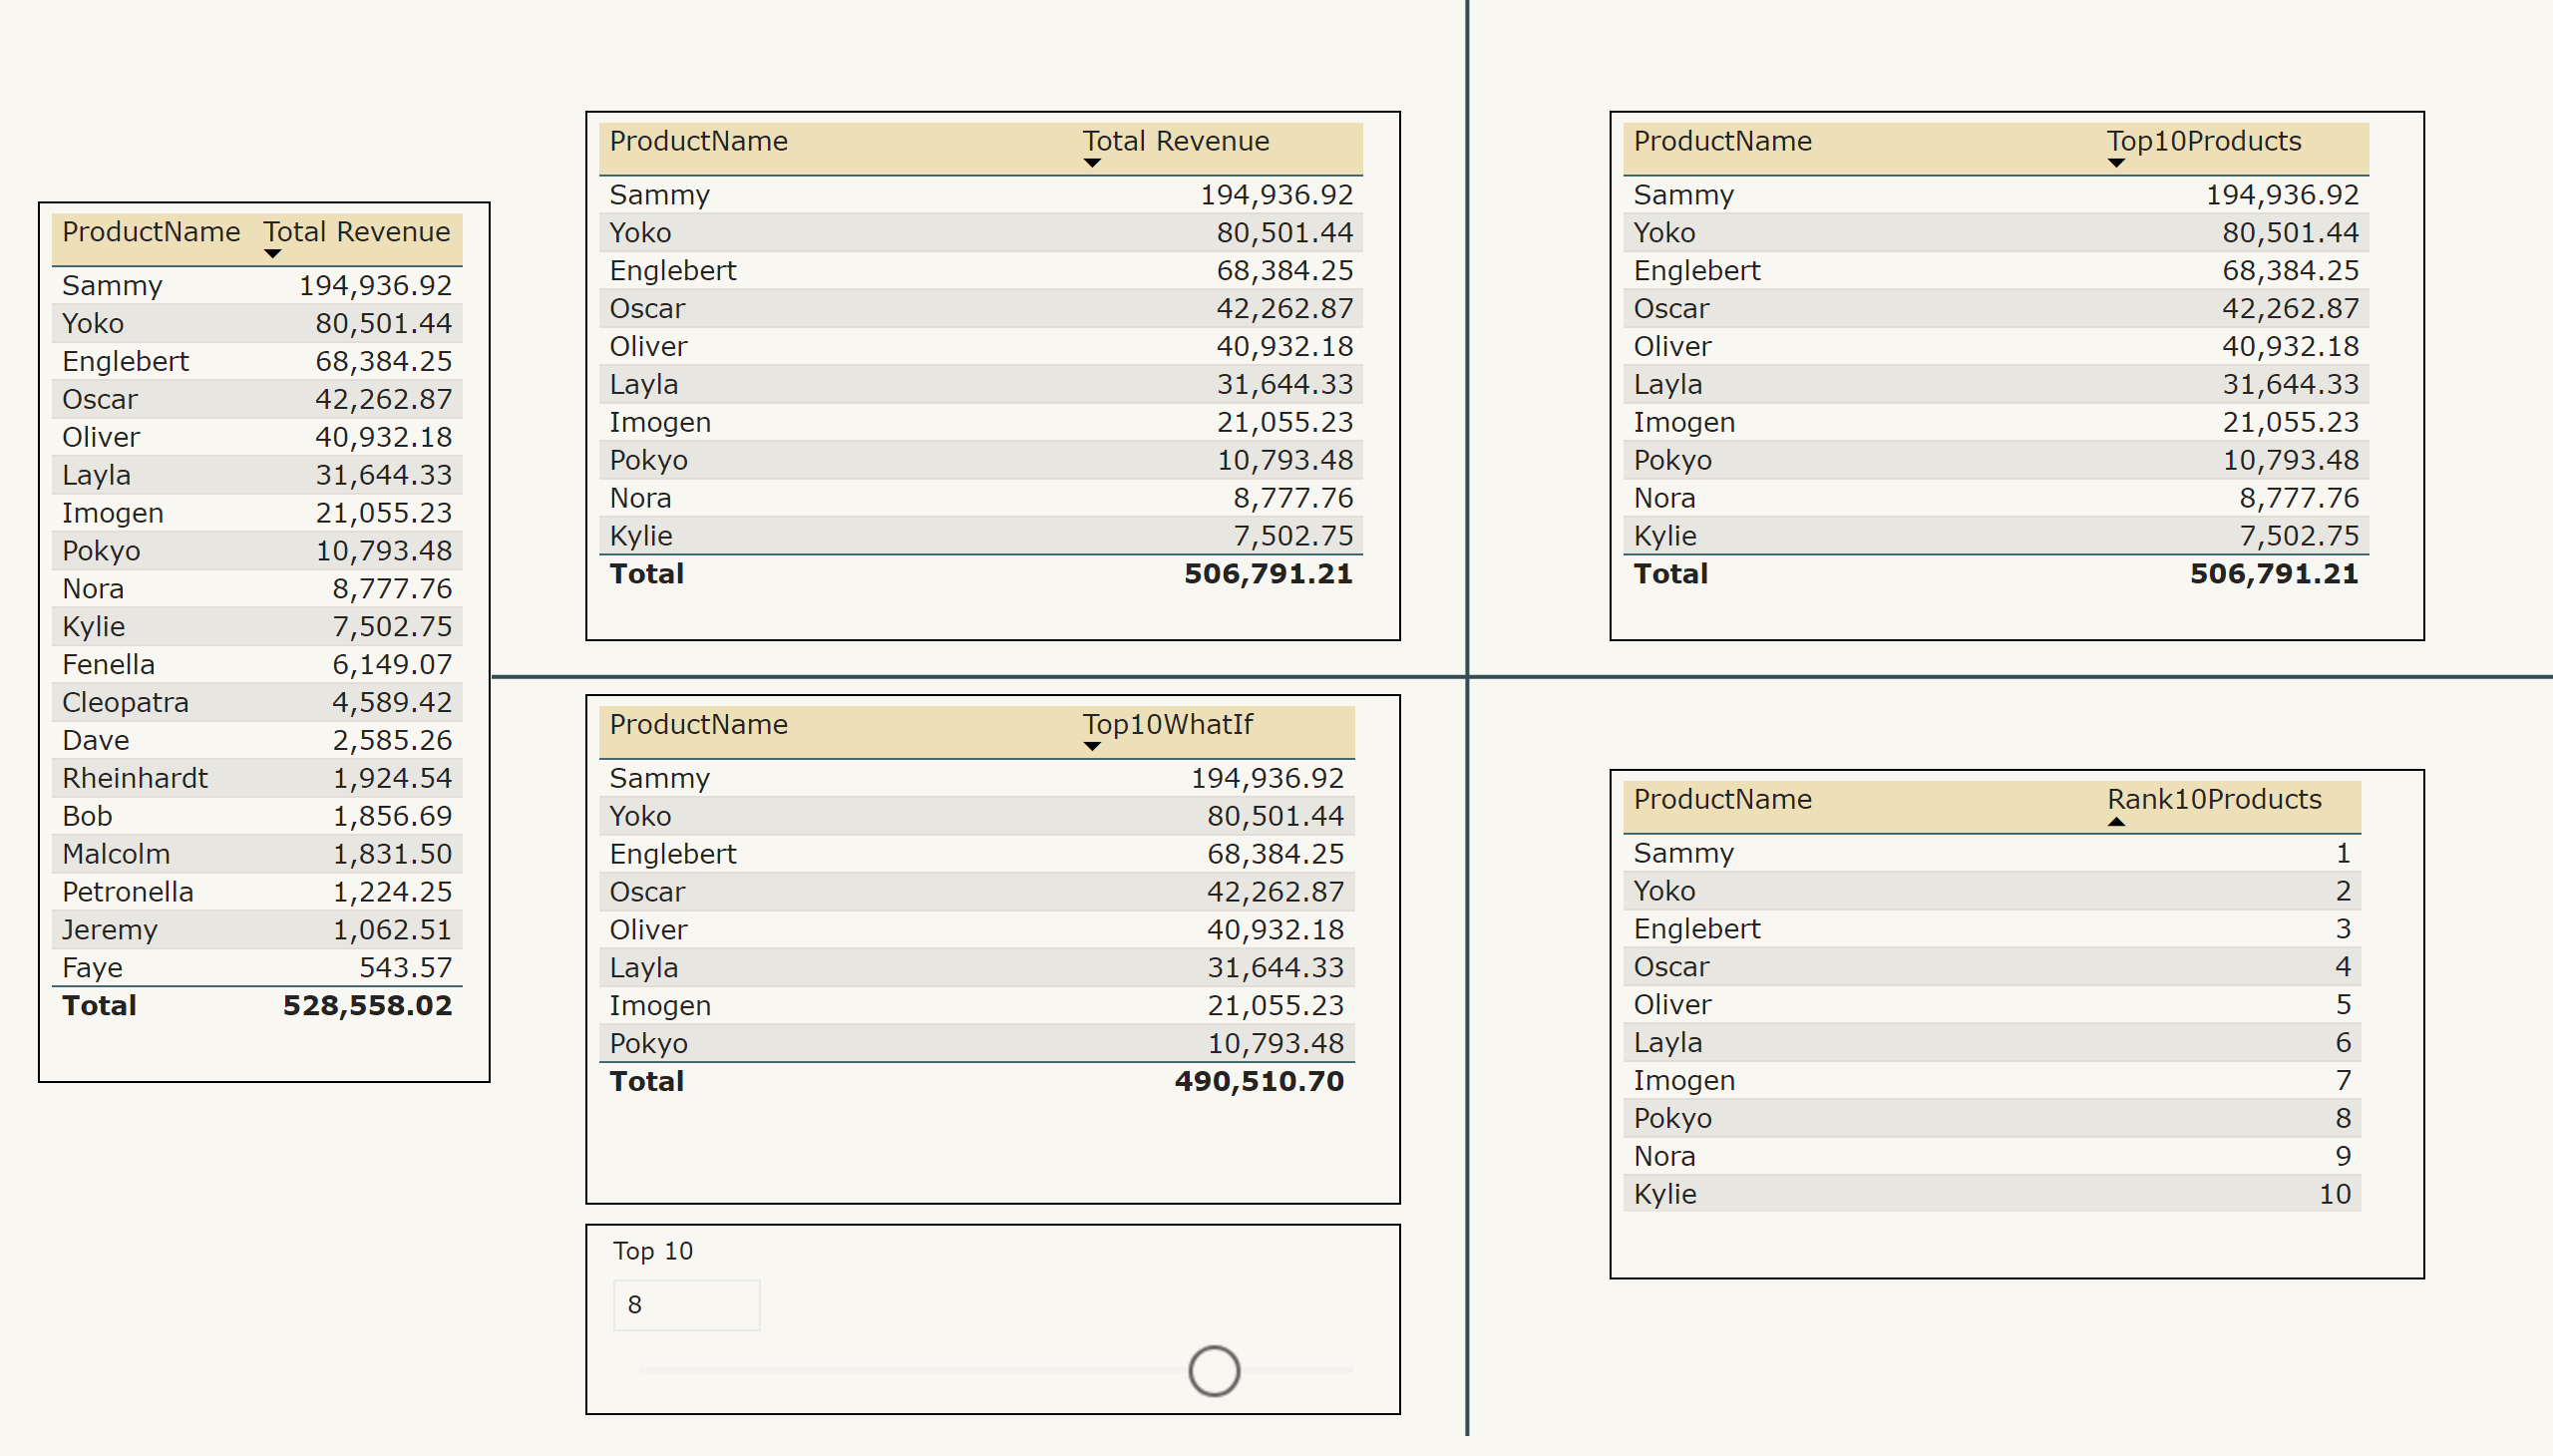 ProductName Total Revenue
Sammy 194,936.92
Yoko 80,501.44
Englebert 68,384.25
Oscar 42,262.87
Oliver 40,932.18
Layla 31,644.33
Imogen 21,055.23
Pokyo 10,793.48
Nora 8,777.76
Kylie 7,502.75
Fenella 6,149.07
Cleopatra 4,589.42
Dave 2,585.26
Rheinhardt 1,924.54
Bob 1,856.69
Malcolm 1,831.50
Petronella 1,224.25
Jeremy 1,062.51
Faye 543.57
Total 528,558.02
ProductName Total Revenue
Sammy 194,936.92
Yoko 80,501.44
Englebert 68,384.25
Oscar 42,262.87
Oliver 40,932.18
Layla 31,644.33
Imogen 21,055.23
Pokyo 10,793.48
Nora 8,777.76
Kylie 7,502.75
Total 506,791.21
ProductName Top10Products
Sammy 194,936.92
Yoko 80,501.44
Englebert 68,384.25
Oscar 42,262.87
Oliver 40,932.18
Layla 31,644.33
Imogen 21,055.23
Pokyo 10,793.48
Nora 8,777.76
Kylie 7,502.75
Total 506,791.21
ProductName Top10WhatIf
Sammy 194,936.92
Yoko 80,501.44
Englebert 68,384.25
Oscar 42,262.87
Oliver 40,932.18
Layla 31,644.33
Imogen 21,055.23
Pokyo 10,793.48
Total 490,510.70
Top 10
8
ProductName Rank10Products
Sammy 1
Yoko 2
Englebert 3
Oscar 4
Oliver 5
Layla 6
Imogen 7
Pokyo 8
Nora 9
Kylie 10